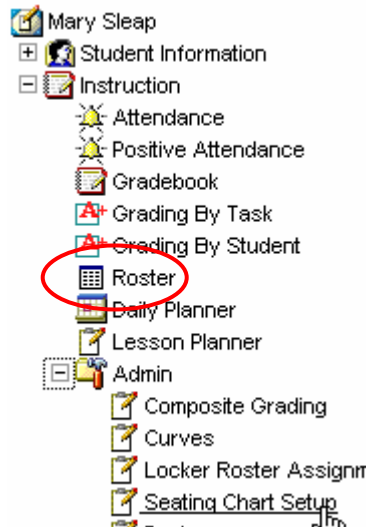 Mary Sleap
Student Information
Instruction
Attendance
Positive Attendance
Gradebook
A+ Grading By Task
A+ Grading By Student
Roster
Daily Planner
Lesson Planner
Admin
Composite Grading
Curves
Locker Roster Assignm
Seating Chart Setup